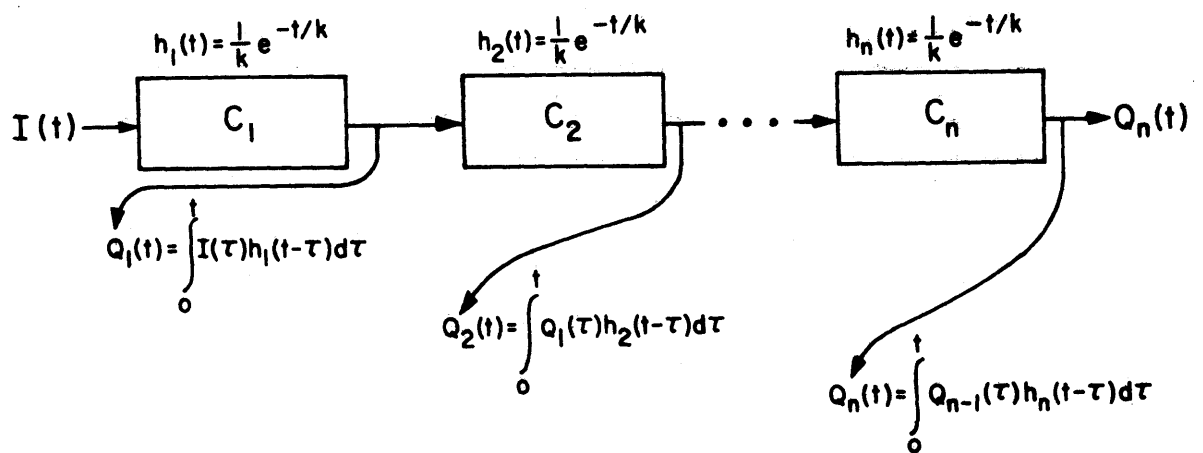 h₁(t)=1/k e^(-t/k)
h₂(t)=1/k e^(-t/k)
hₙ(t)=1/k e^(-t/k)
I(t)
C₁
C₂
• • •
Cₙ
Qₙ(t)
Q₁(t)=∫₀ᵗ I(τ)h₁(t-τ)dτ
Q₂(t)=∫₀ᵗ Q₁(τ)h₂(t-τ)dτ
Qₙ(t)=∫₀ᵗ Qₙ₋₁(τ)hₙ(t-τ)dτ